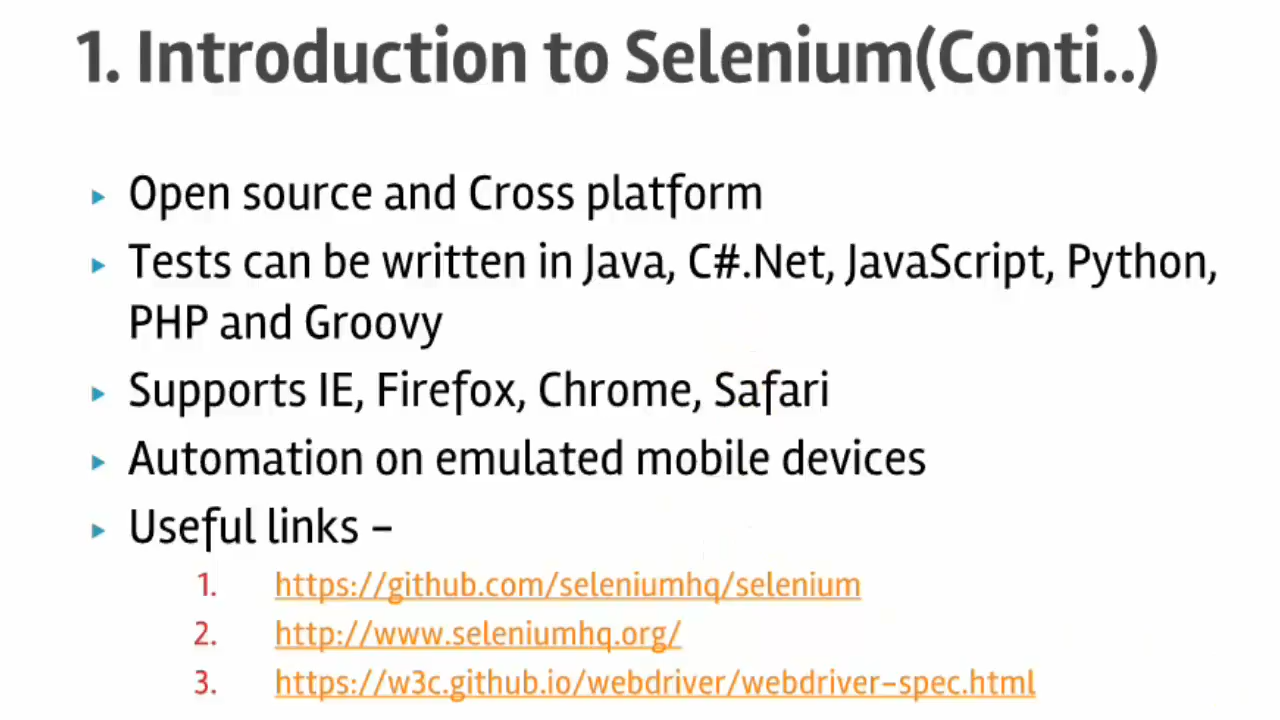 1. Introduction to Selenium(Conti..)
Open source and Cross platform
Tests can be written in Java, C#.Net, JavaScript, Python,
PHP and Groovy
Supports IE, Firefox, Chrome, Safari
Automation on emulated mobile devices
Useful links –
1. https://github.com/seleniumhq/selenium
2. http://www.seleniumhq.org/
3. https://w3c.github.io/webdriver/webdriver-spec.html